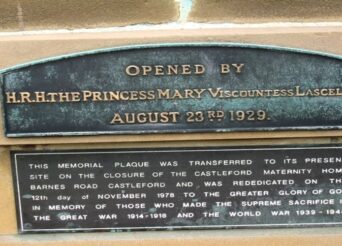 OPENED BY
H.R.H. THE PRINCESS MARY VISCOUNTESS LASCEL
AUGUST 23RD 1929.
THIS MEMORIAL PLAQUE WAS TRANSFERRED TO ITS PRESEN
SITE ON THE CLOSURE OF THE CASTLEFORD MATERNITY HOM
BARNES ROAD CASTLEFORD AND WAS REDEDICATED ON THE
12th day of NOVEMBER 1978 TO THE GREATER GLORY OF GO
IN MEMORY OF THOSE WHO MADE THE SUPREME SACRIFICE I
THE GREAT WAR 1914-1918 AND THE WORLD WAR 1939-194